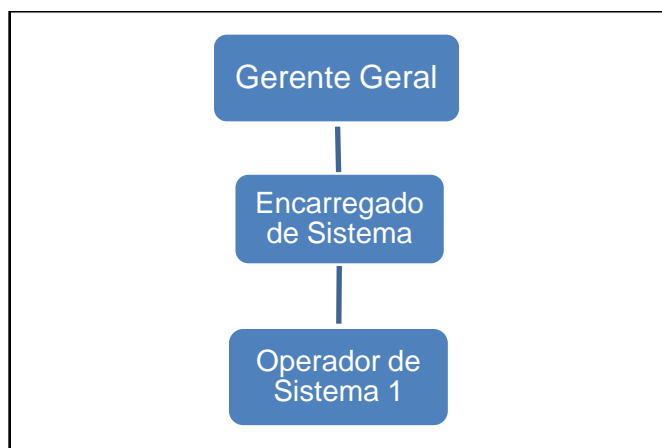 Gerente Geral
Encarregado
de Sistema
Operador de
Sistema 1